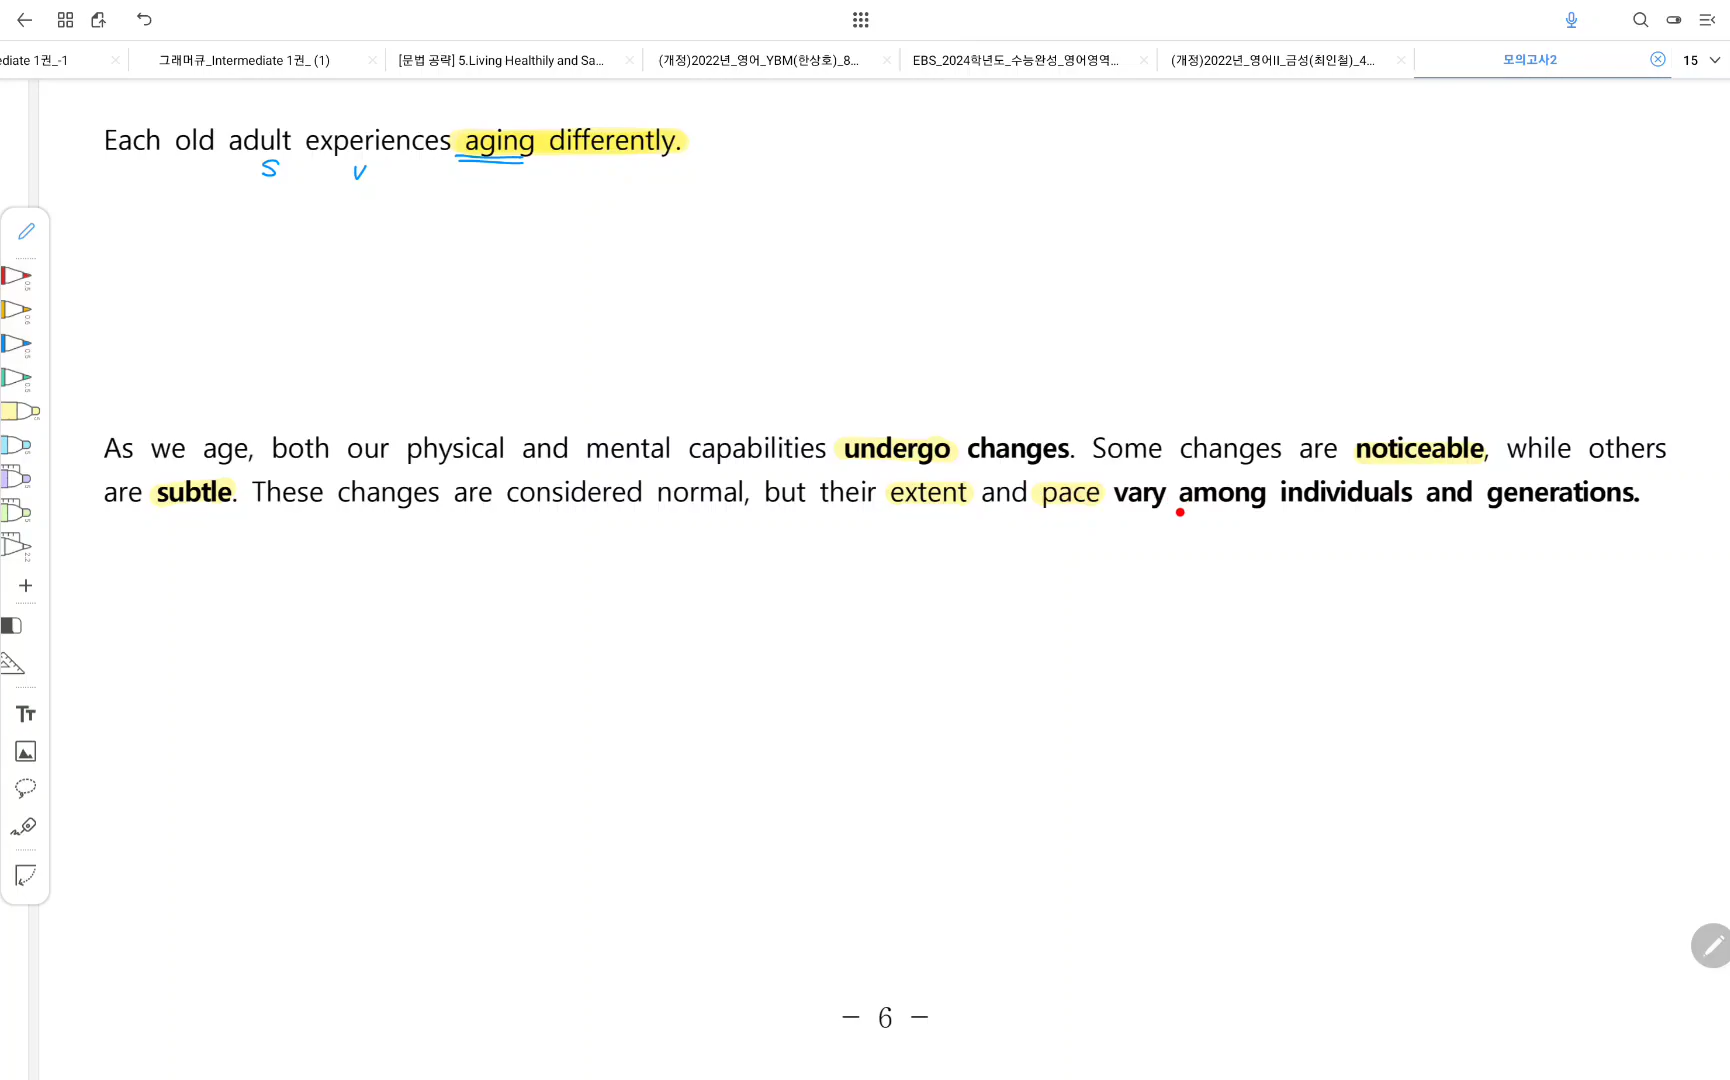 ediate 1권_-1
그래머큐_Intermediate 1권_ (1)
[문법 공략] 5.Living Healthily and Sa...
(개정)2022년_영어_YBM(한상호)_8...
EBS_2024학년도_수능완성_영어영역...
(개정)2022년_영어II_금성(최인철)_4...
모의고사2
15
Each old adult experiences aging differently.
S V
As we age, both our physical and mental capabilities undergo changes. Some changes are noticeable, while others
are subtle. These changes are considered normal, but their extent and pace vary among individuals and generations.
Tт
- 6 -